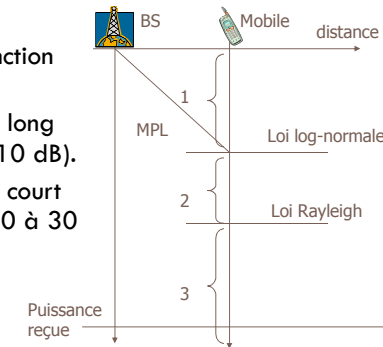 nction
long
10 dB).
court
0 à 30
BS
Mobile
distance
1
MPL
Loi log-normale
2
Loi Rayleigh
3
Puissance
reçue